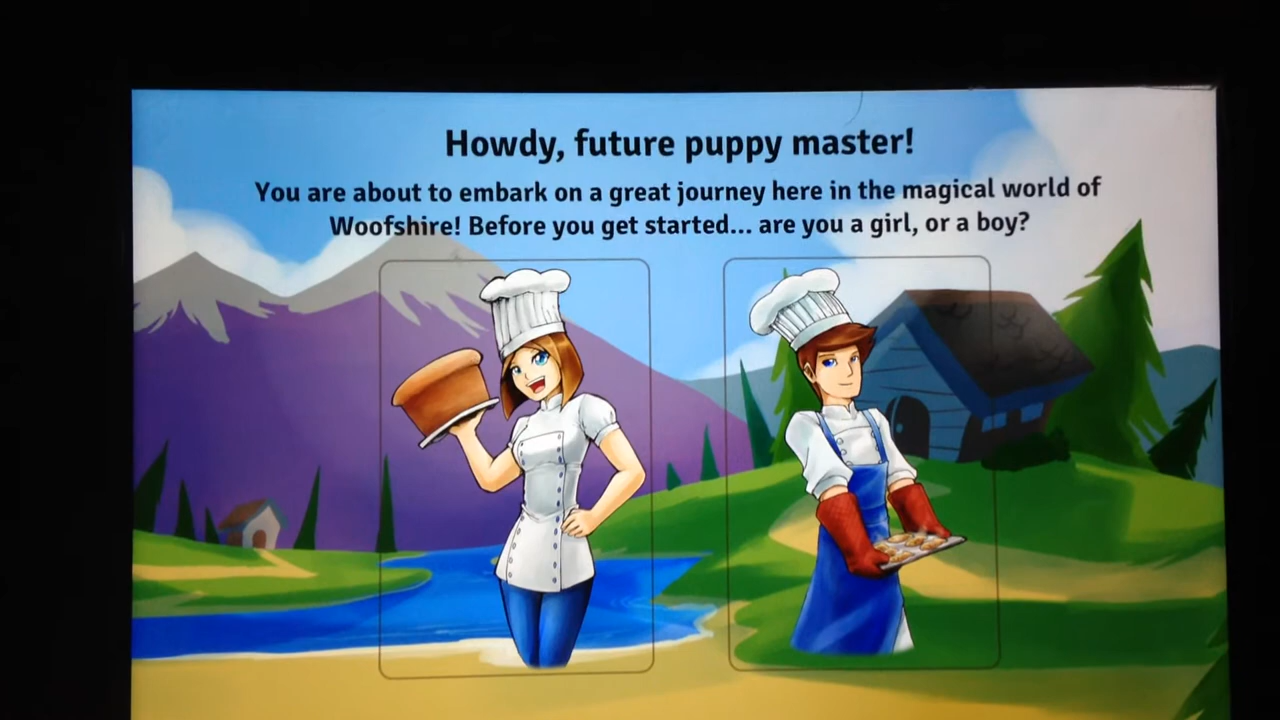 Howdy, future puppy master!
You are about to embark on a great journey here in the magical world of
Woofshire! Before you get started... are you a girl, or a boy?